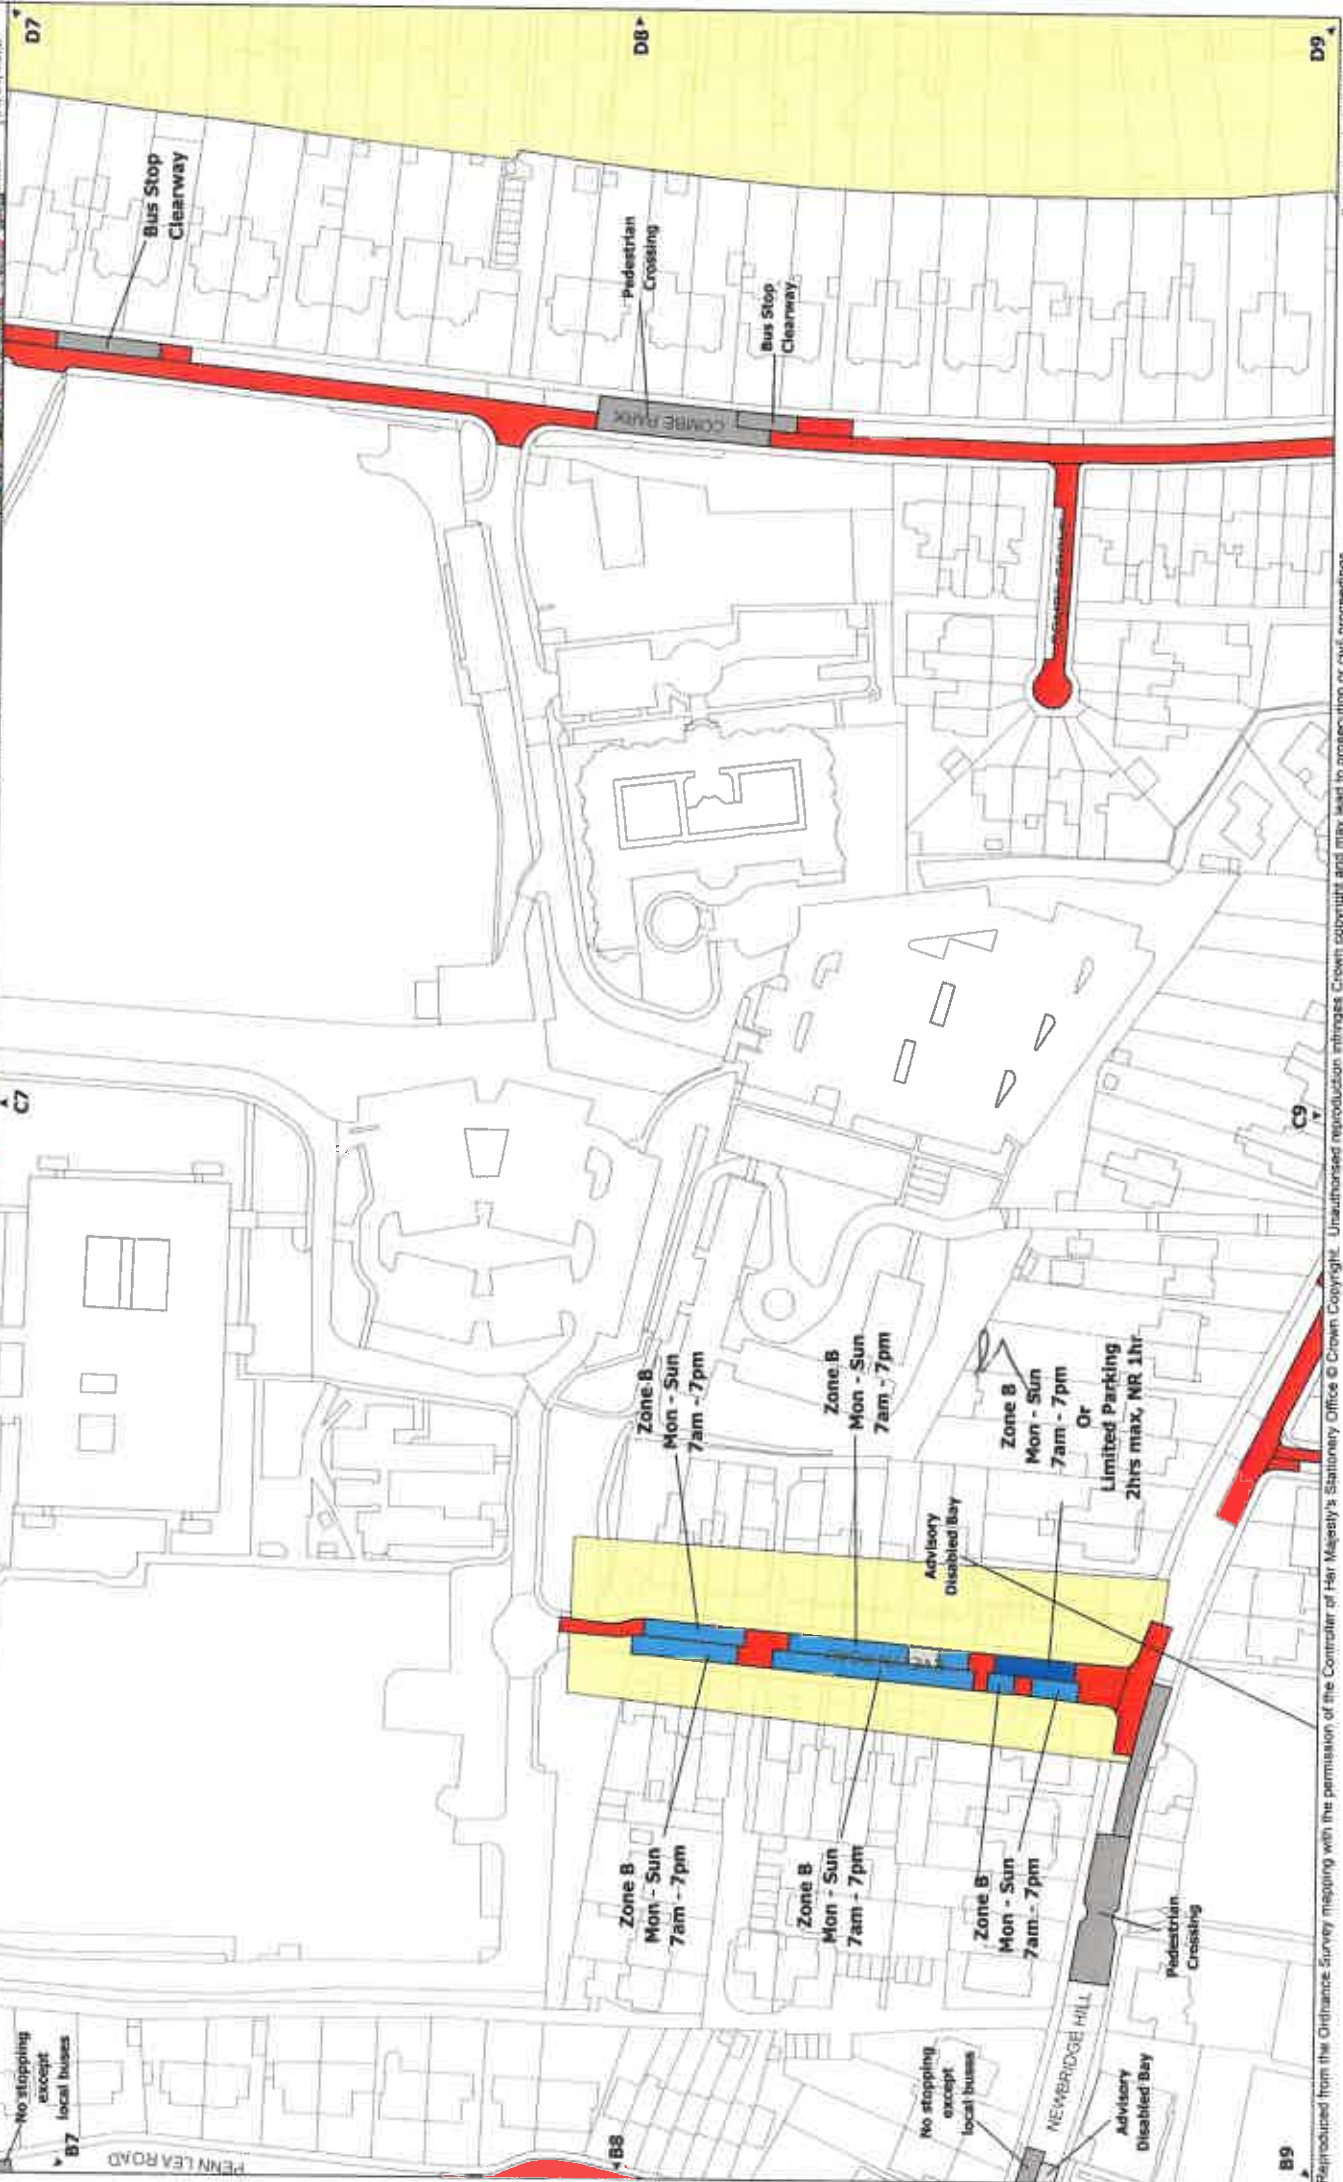 D7
D8
D9
C7
C9
B7
B8
B9
Bus Stop
Clearway
Pedestrian
Crossing
Bus Stop
Clearway
COMBE PARK
Zone B
Mon - Sun
7am - 7pm
Zone B
Mon - Sun
7am - 7pm
Zone B
Mon - Sun
7am - 7pm
Or
Limited Parking
2hrs max, NR 1hr
Advisory
Disabled Bay
Zone B
Mon - Sun
7am - 7pm
Zone B
Mon - Sun
7am - 7pm
Zone B
Mon - Sun
7am - 7pm
Pedestrian
Crossing
NEWBRIDGE HILL
No stopping
except
local buses
Advisory
Disabled Bay
No stopping
except
local buses
PENN LEA ROAD
Reproduced from the Ordnance Survey mapping with the permission of the Controller of Her Majesty's Stationary Office © Crown Copyright. Unauthorised reproduction infringes Crown copyright and may lead to prosecution or civil proceedings